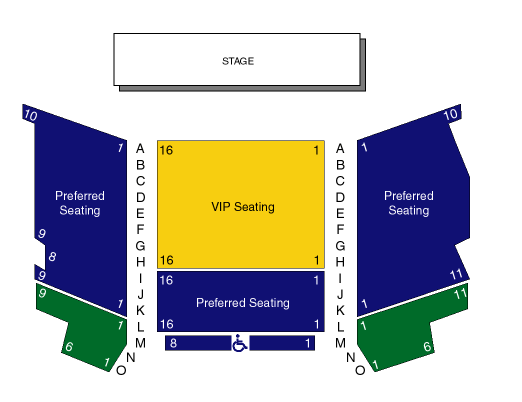 STAGE
10
10
1
A
16
1
A
1
B
B
C
C
Preferred
Seating
D
VIP Seating
D
Preferred
Seating
E
E
F
F
9
G
G
8
H
16
1
H
9
I
16
1
I
11
9
J
J
11
1
K
Preferred Seating
K
1
1
L
16
1
L
1
6
M
8
1
M
6
1
N
N
1
O
O